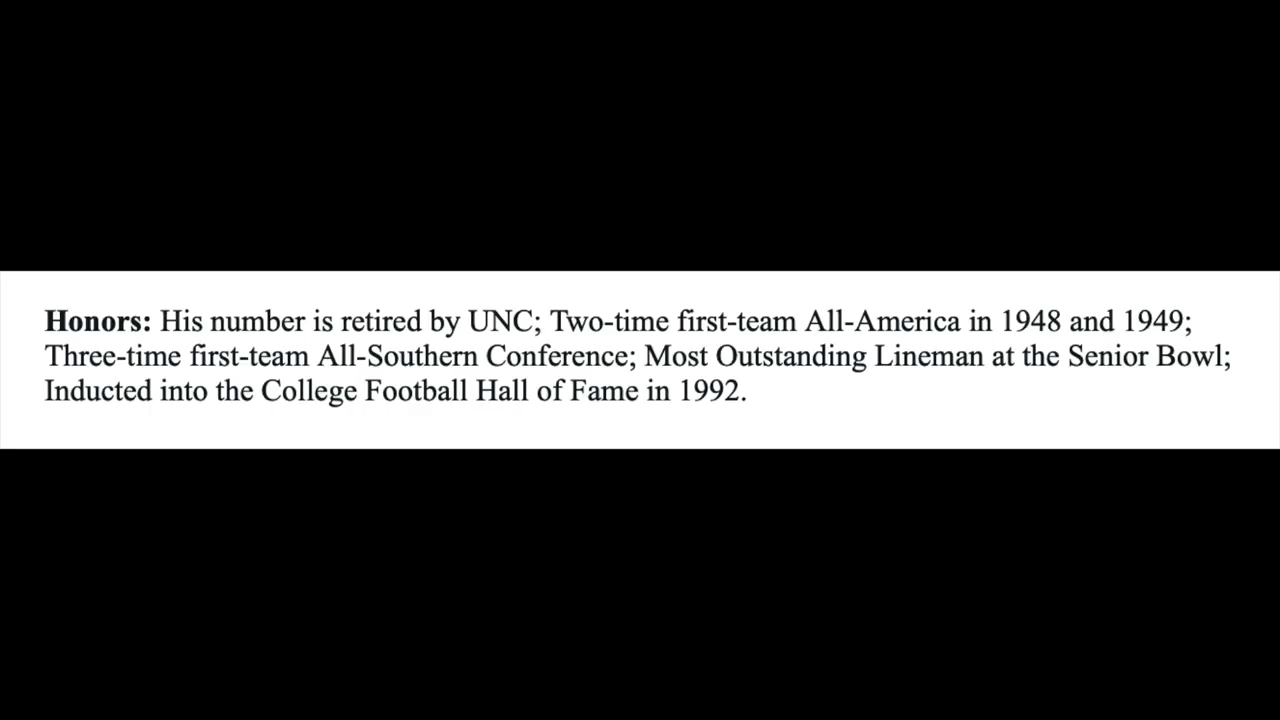 Honors: His number is retired by UNC; Two-time first-team All-America in 1948 and 1949;
Three-time first-team All-Southern Conference; Most Outstanding Lineman at the Senior Bowl;
Inducted into the College Football Hall of Fame in 1992.